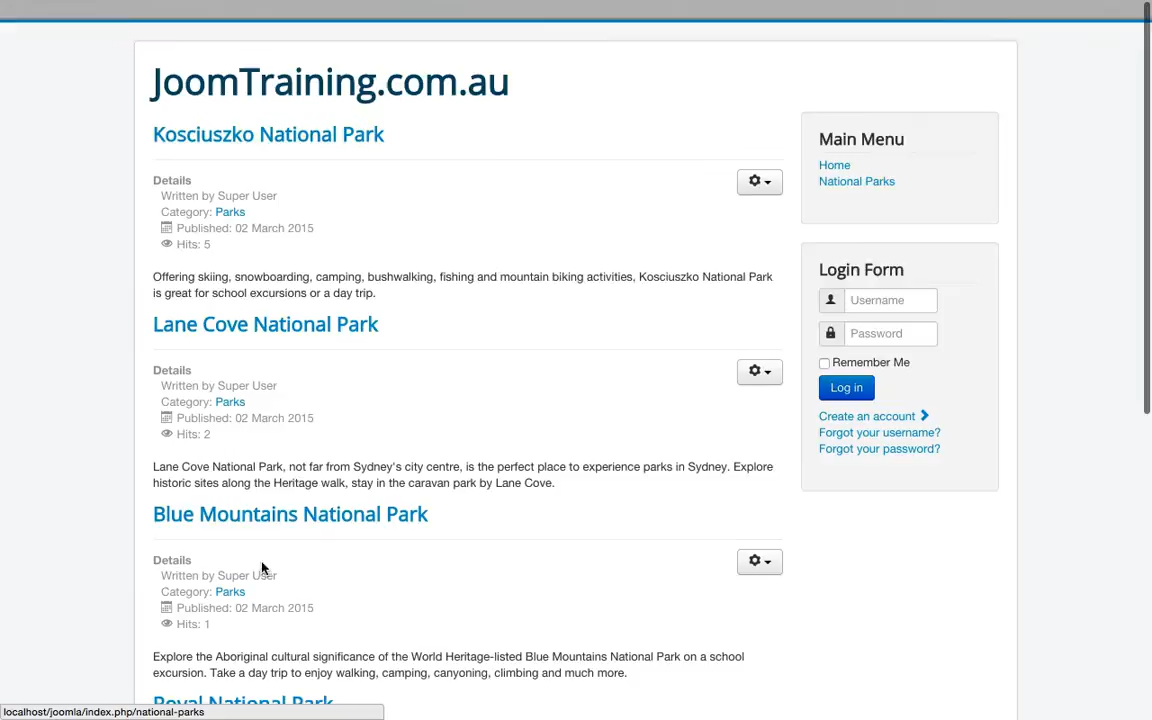 JoomTraining.com.au
Kosciuszko National Park
Details
Written by Super User
Category: Parks
Published: 02 March 2015
Hits: 5
Offering skiing, snowboarding, camping, bushwalking, fishing and mountain biking activities, Kosciuszko National Park
is great for school excursions or a day trip.
Lane Cove National Park
Details
Written by Super User
Category: Parks
Published: 02 March 2015
Hits: 2
Lane Cove National Park, not far from Sydney's city centre, is the perfect place to experience parks in Sydney. Explore
historic sites along the Heritage walk, stay in the caravan park by Lane Cove.
Blue Mountains National Park
Details
Written by Super User
Category: Parks
Published: 02 March 2015
Hits: 1
Explore the Aboriginal cultural significance of the World Heritage-listed Blue Mountains National Park on a school
excursion. Take a day trip to enjoy walking, camping, canyoning, climbing and much more.
Royal National Park
Main Menu
Home
National Parks
Login Form
Username
Password
Remember Me
Log in
Create an account
Forgot your username?
Forgot your password?
localhost/joomla/index.php/national-parks